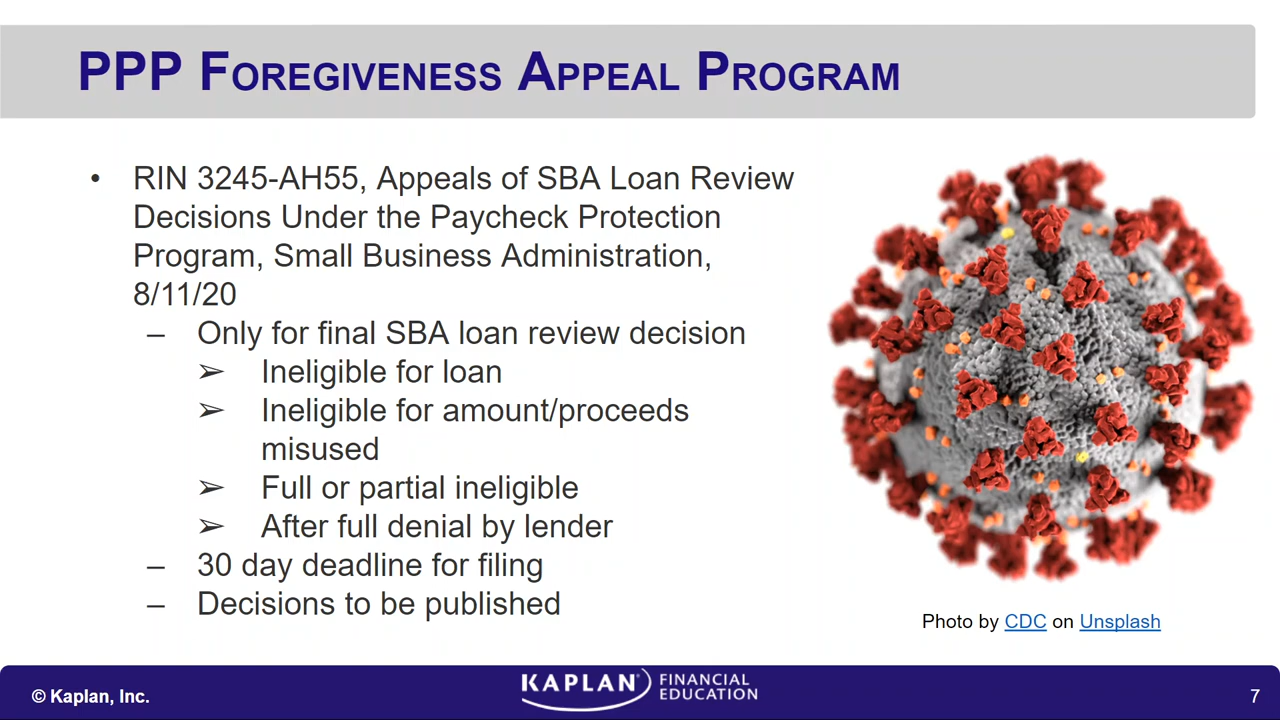 PPP FOREGIVENESS APPEAL PROGRAM
• RIN 3245-AH55, Appeals of SBA Loan Review
Decisions Under the Paycheck Protection
Program, Small Business Administration,
8/11/20
– Only for final SBA loan review decision
➢ Ineligible for loan
➢ Ineligible for amount/proceeds
misused
➢ Full or partial ineligible
➢ After full denial by lender
– 30 day deadline for filing
– Decisions to be published
Photo by CDC on Unsplash
© Kaplan, Inc.
KAPLAN FINANCIAL
EDUCATION
7